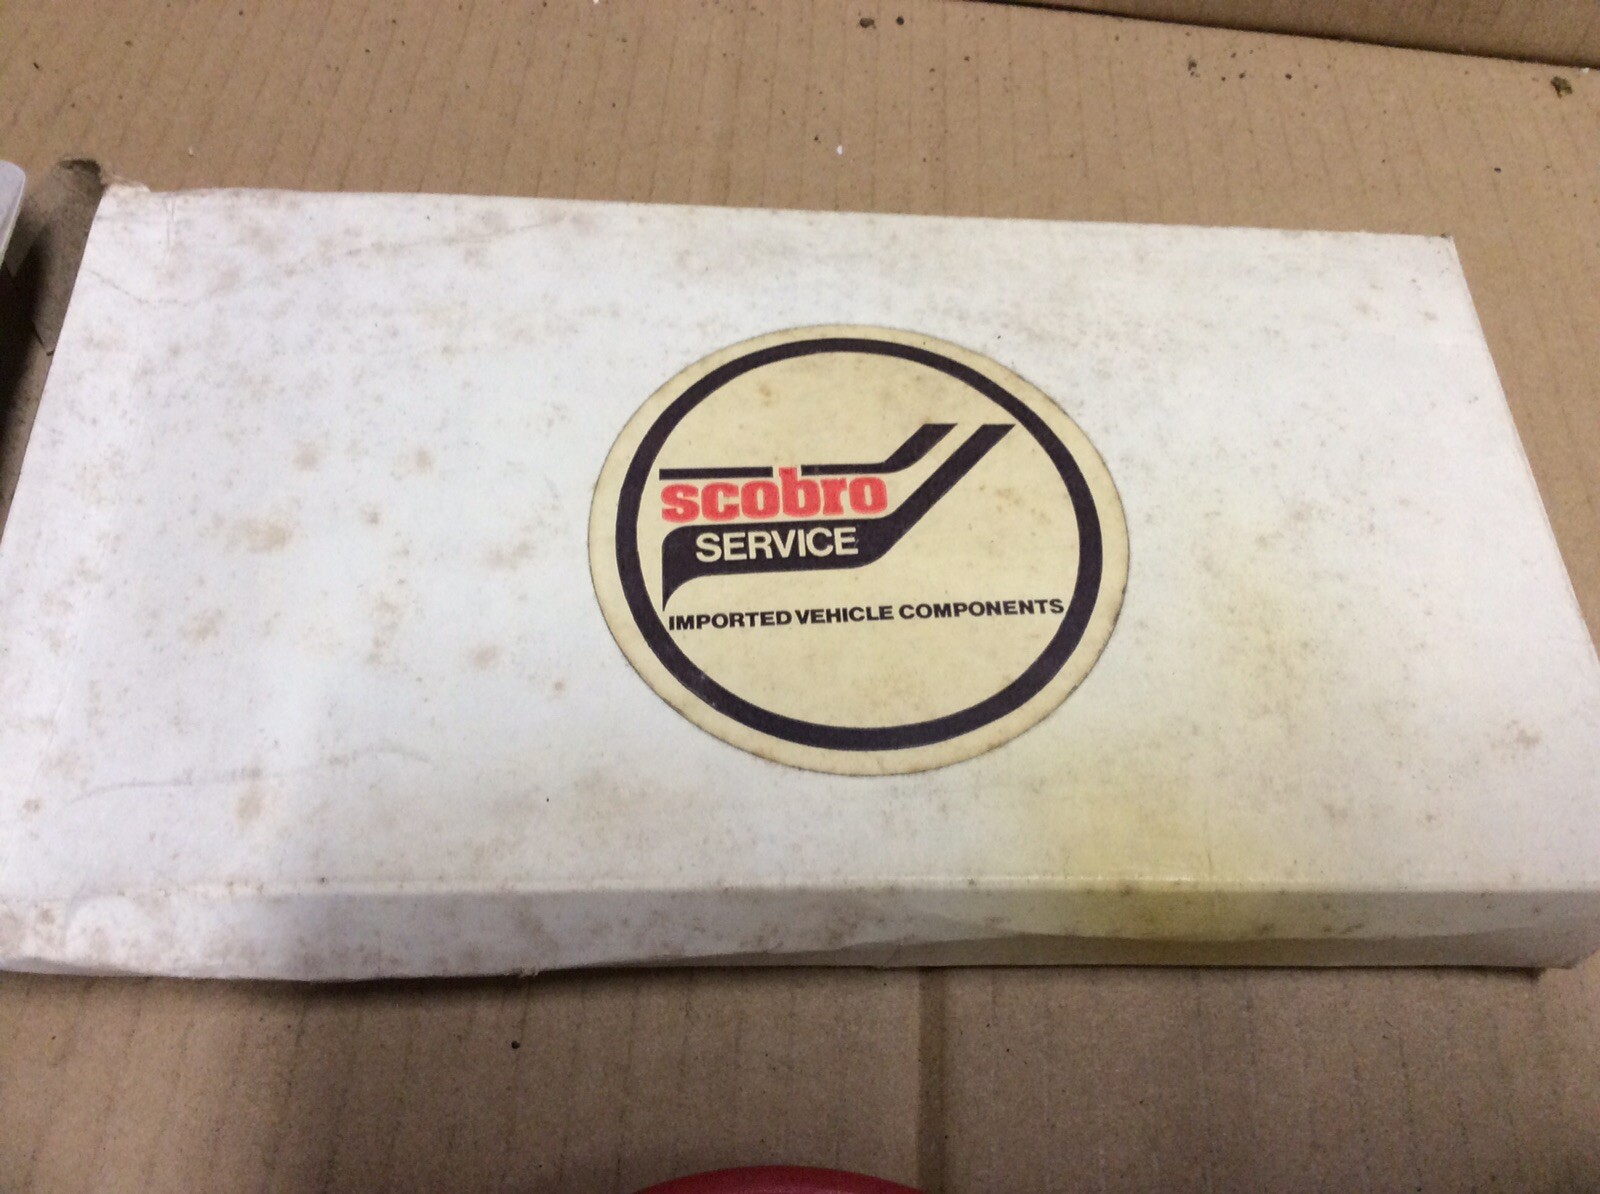 scobro
SERVICE
IMPORTED VEHICLE COMPONENTS